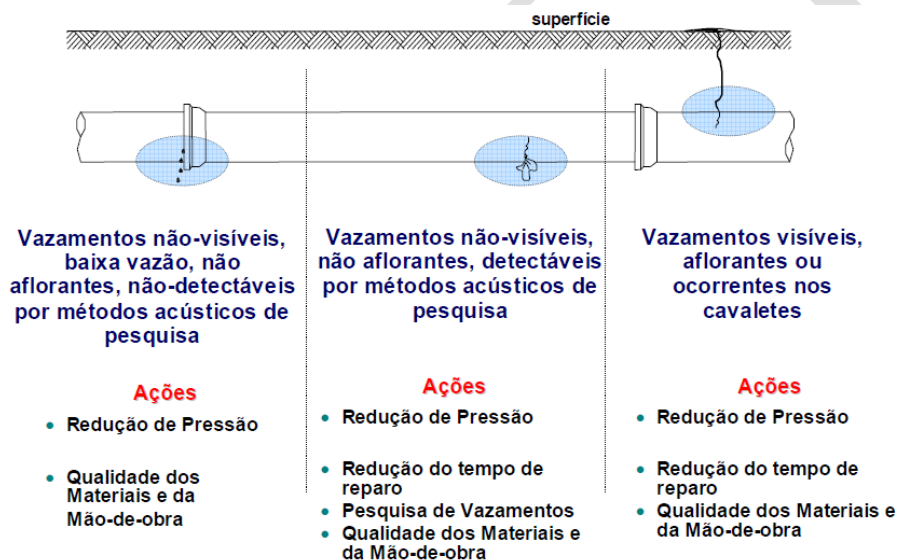 superfície
Vazamentos não-visíveis,
baixa vazão, não
aflorantes, não-detectáveis
por métodos acústicos de
pesquisa
Ações
• Redução de Pressão
• Qualidade dos
Materiais e da
Mão-de-obra
Vazamentos não-visíveis,
não aflorantes, detectáveis
por métodos acústicos de
pesquisa
Ações
• Redução de Pressão
• Redução do tempo de
reparo
• Pesquisa de Vazamentos
• Qualidade dos Materiais e
da Mão-de-obra
Vazamentos visíveis,
aflorantes ou
ocorrentes nos
cavaletes
Ações
• Redução de Pressão
• Redução do tempo de
reparo
• Qualidade dos Materiais e
da Mão-de-obra